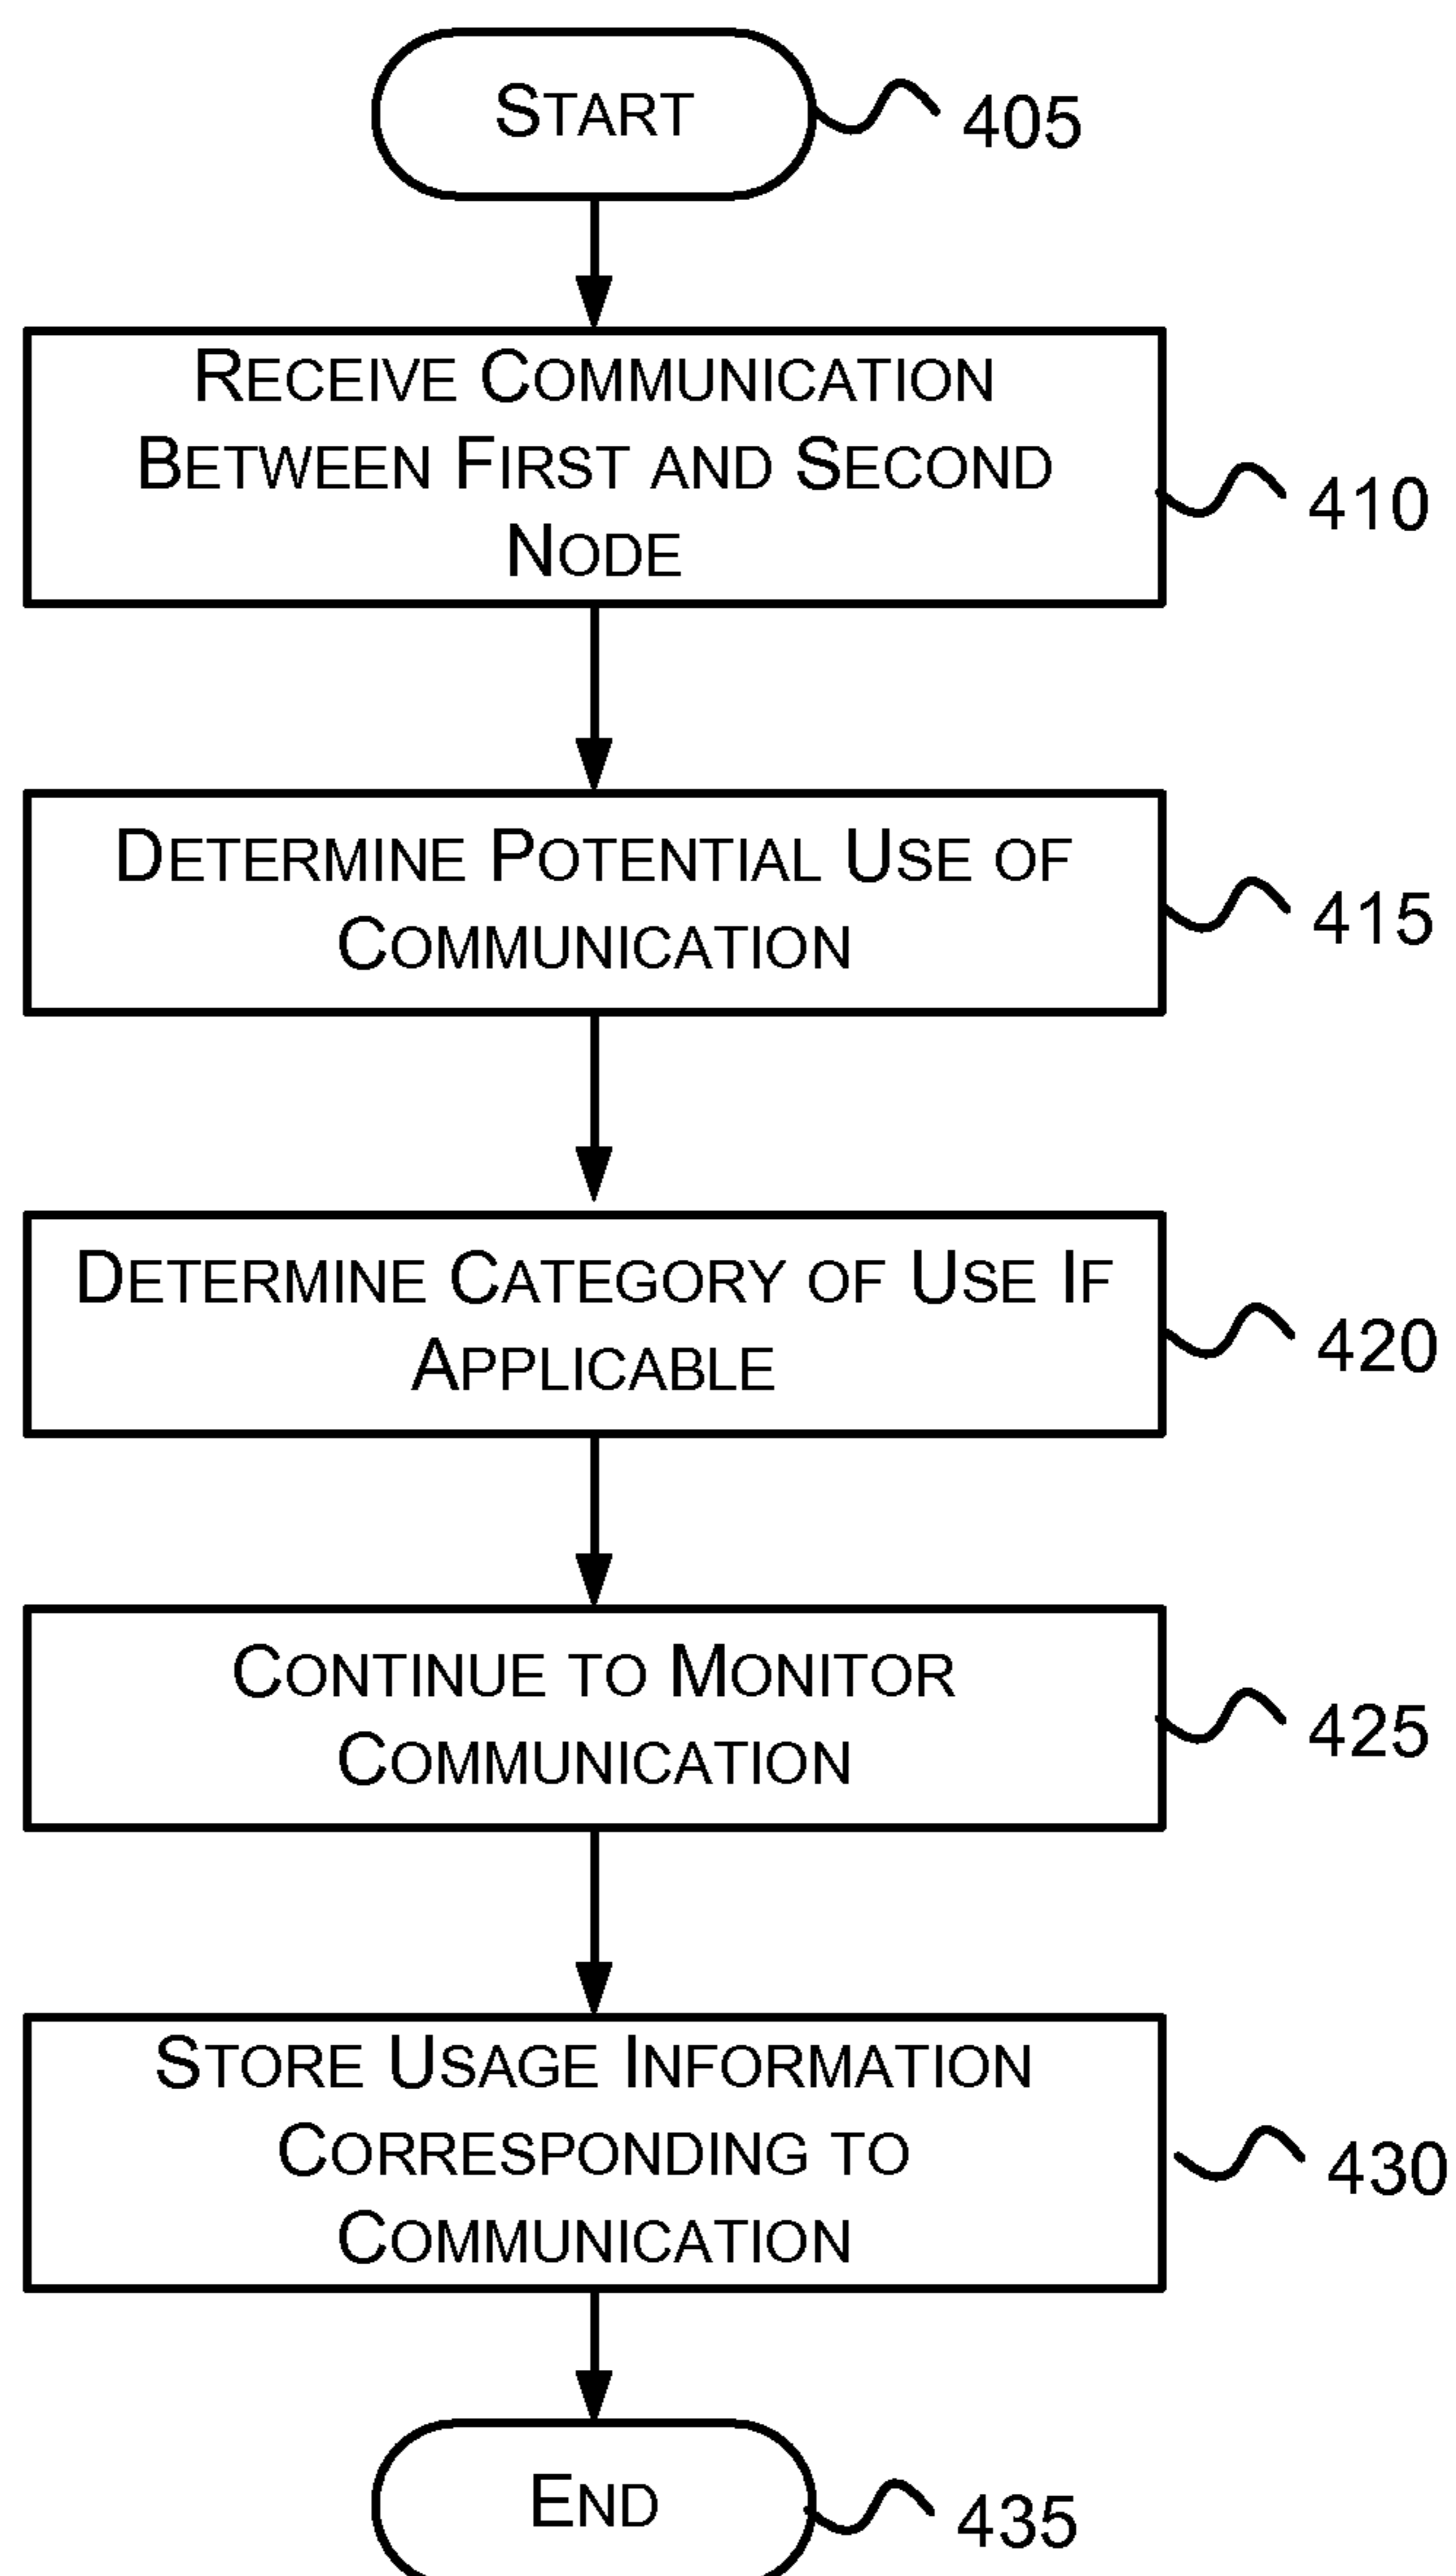 START
405
RECEIVE COMMUNICATION
BETWEEN FIRST AND SECOND
NODE
410
DETERMINE POTENTIAL USE OF
COMMUNICATION
415
DETERMINE CATEGORY OF USE IF
APPLICABLE
420
CONTINUE TO MONITOR
COMMUNICATION
425
STORE USAGE INFORMATION
CORRESPONDING TO
COMMUNICATION
430
END
435